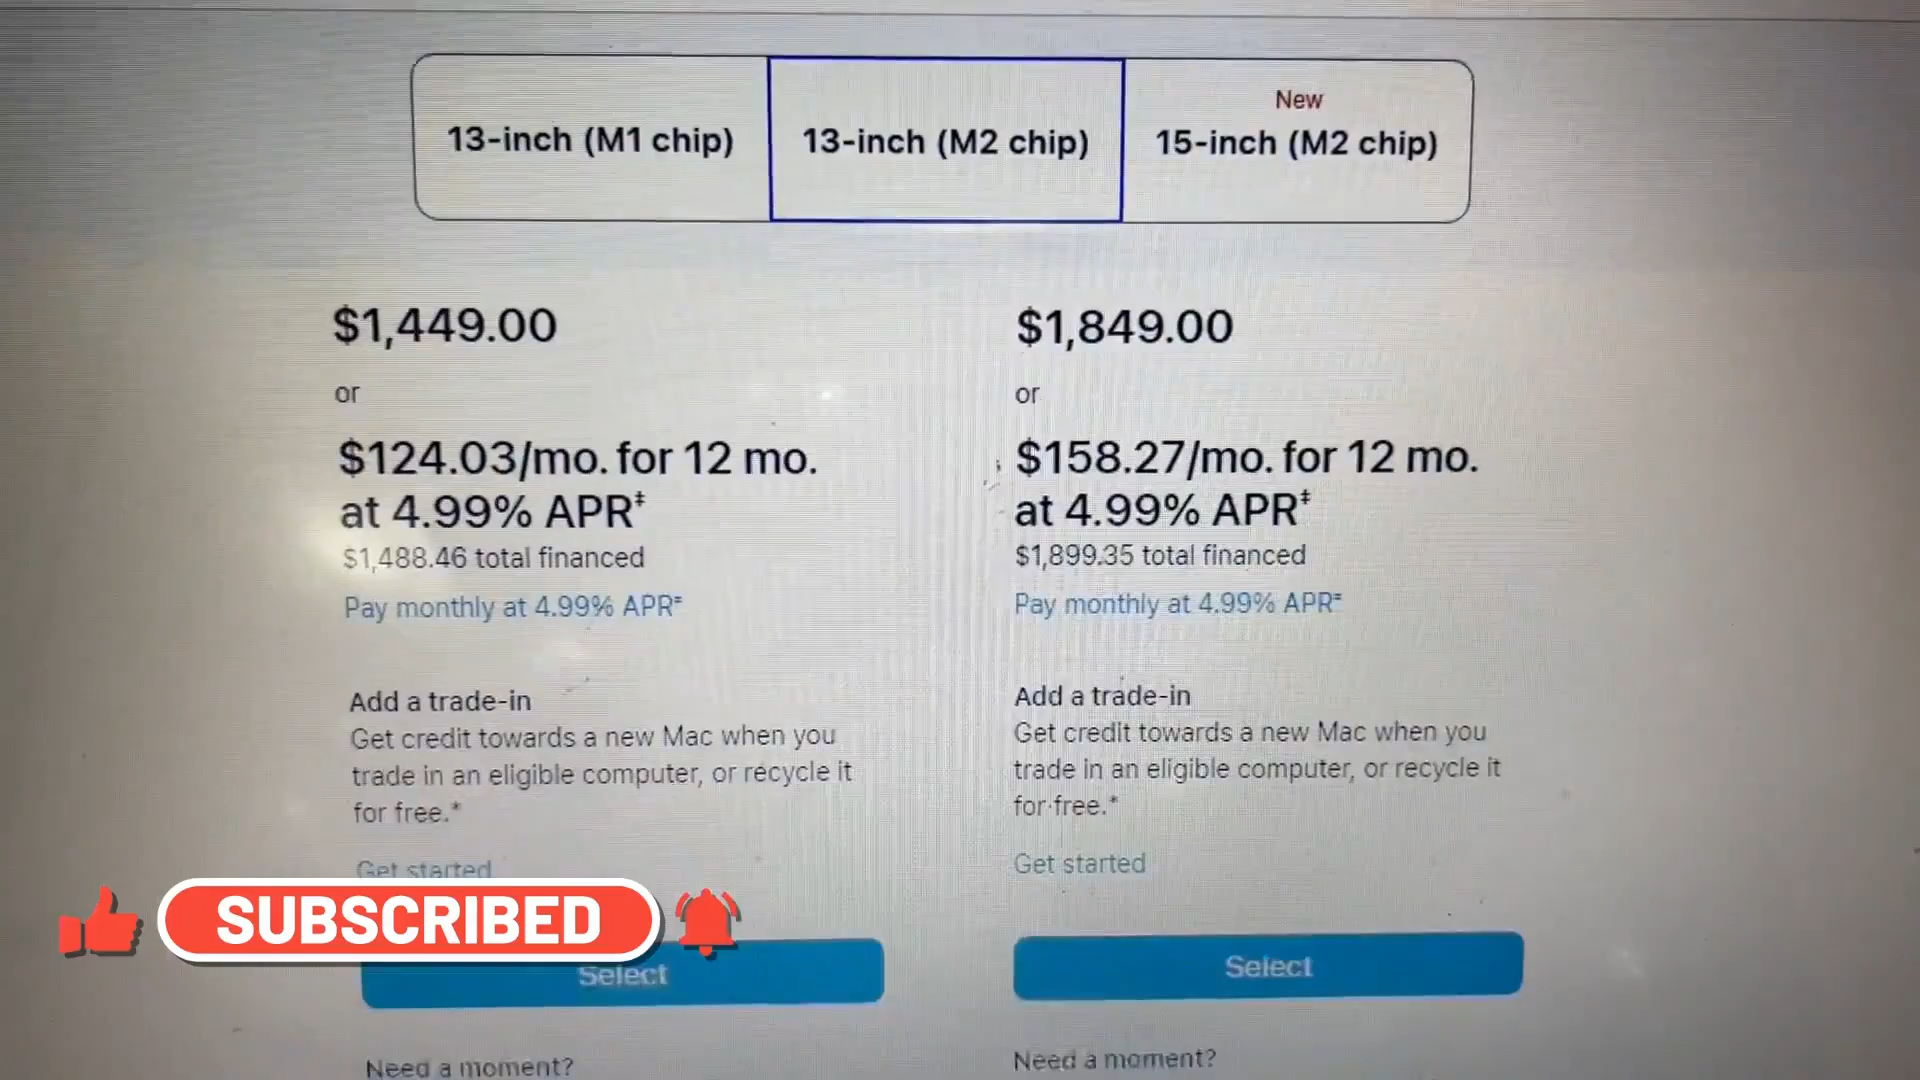 13-inch (M1 chip)
13-inch (M2 chip)
New
15-inch (M2 chip)
$1,449.00
or
$124.03/mo. for 12 mo.
at 4.99% APR‡
$1,488.46 total financed
Pay monthly at 4.99% APR‡
Add a trade-in
Get credit towards a new Mac when you
trade in an eligible computer, or recycle it
for free.*
Get started
Select
Need a moment?
$1,849.00
or
$158.27/mo. for 12 mo.
at 4.99% APR‡
$1,899.35 total financed
Pay monthly at 4.99% APR‡
Add a trade-in
Get credit towards a new Mac when you
trade in an eligible computer, or recycle it
for free.*
Get started
Select
Need a moment?
SUBSCRIBED